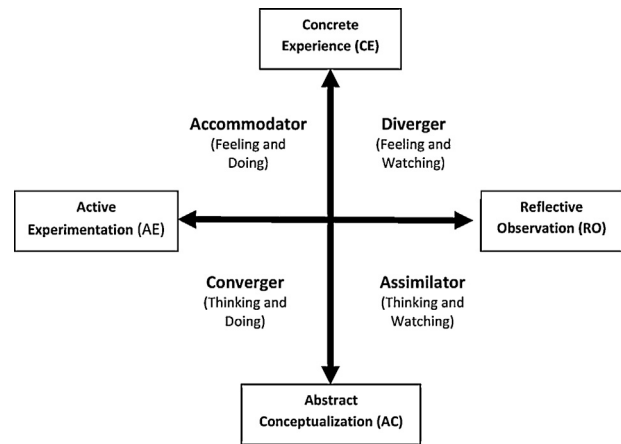 Concrete
Experience (CE)
Accommodator
(Feeling and
Doing)
Diverger
(Feeling and
Watching)
Active
Experimentation (AE)
Reflective
Observation (RO)
Converger
(Thinking and
Doing)
Assimilator
(Thinking and
Watching)
Abstract
Conceptualization (AC)